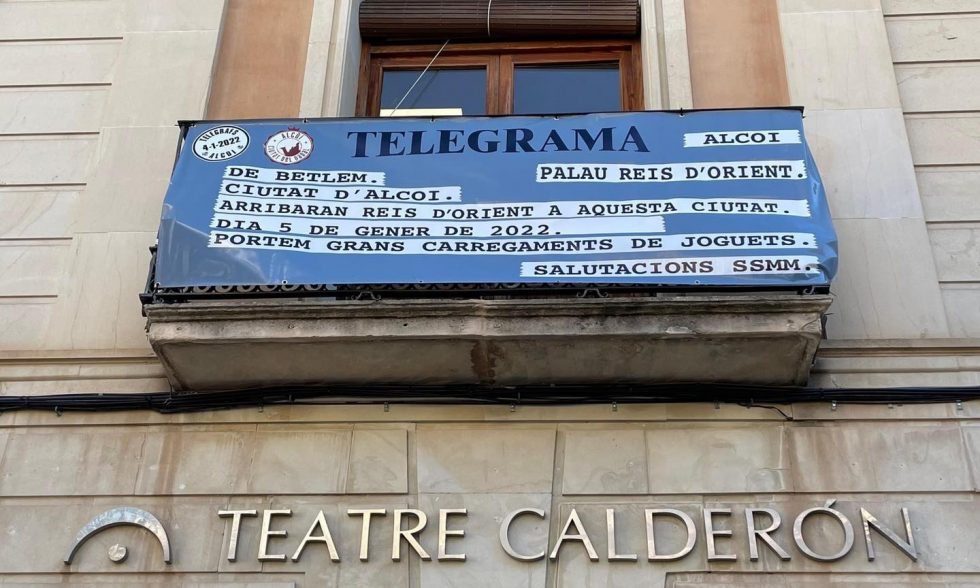 TELEGRAFS
4-1-2022
ALCOI
ALCOI
TELEGRAMA
ALCOI
DE BETLEM.
PALAU REIS D'ORIENT.
CIUTAT D'ALCOI.
ARRIBARAN REIS D'ORIENT A AQUESTA CIUTAT.
DIA 5 DE GENER DE 2022.
PORTEM GRANS CARREGAMENTS DE JOGUETS.
SALUTACIONS SSMM.
TEATRE CALDERÓN